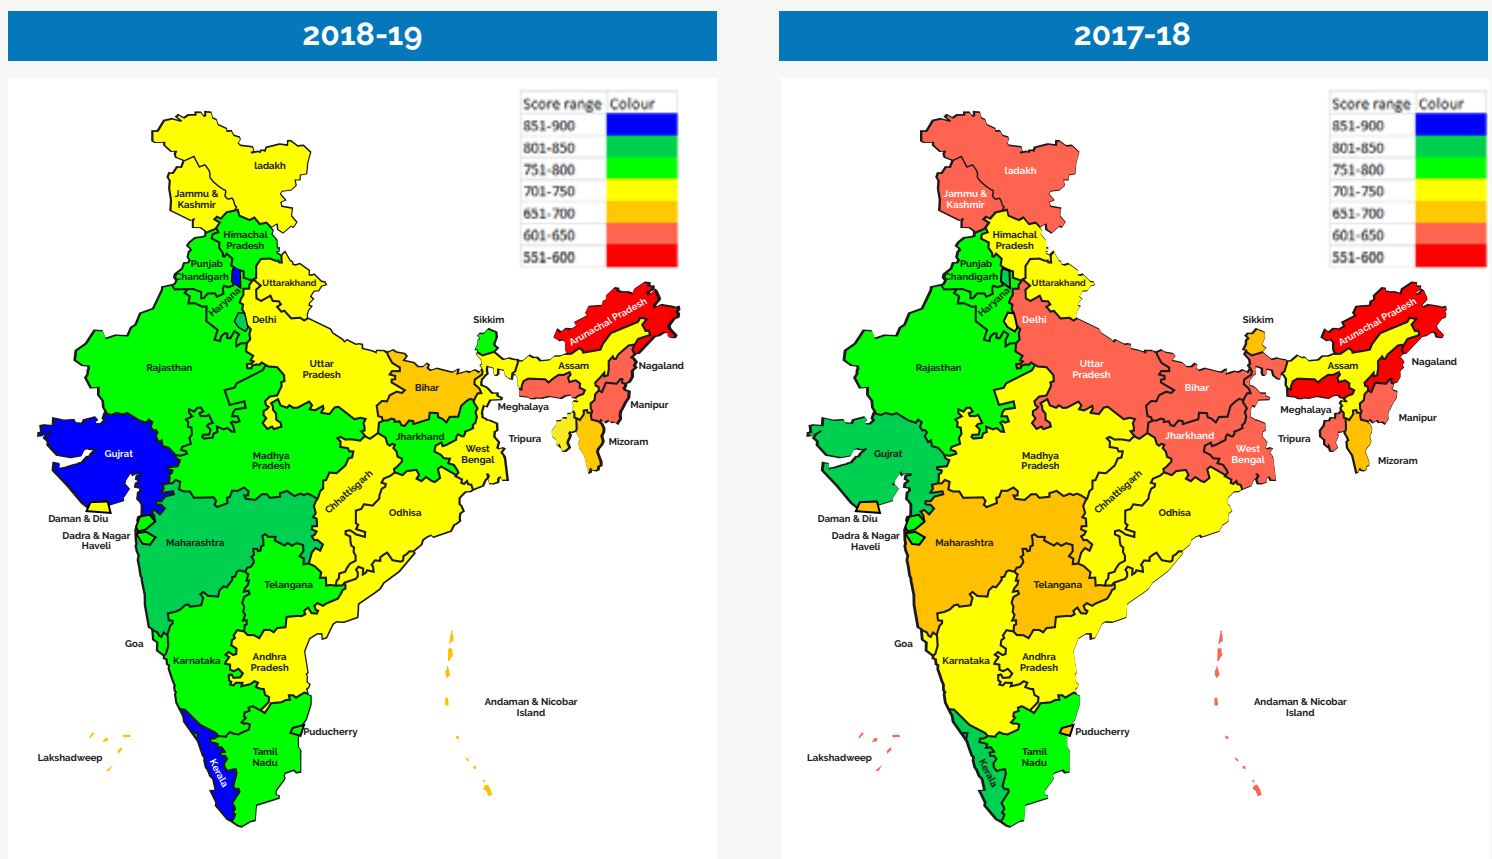 2018-19
Score range Colour
851-900
801-850
751-800
701-750
651-700
601-650
551-600
ladakh
Jammu &
Kashmir
Himachal
Pradesh
Punjab
Chandigarh
Uttarakhand
Haryana
Delhi
Sikkim
Arunachal Pradesh
Rajasthan
Uttar
Pradesh
Assam
Nagaland
Bihar
Meghalaya
Manipur
Jharkhand
Tripura
Mizoram
Gujrat
Madhya
Pradesh
West
Bengal
Chhattisgarh
Odhisa
Daman & Diu
Dadra & Nagar
Haveli
Maharashtra
Telangana
Goa
Karnataka
Andhra
Pradesh
Andaman & Nicobar
Island
Puducherry
Lakshadweep
Tamil
Nadu
Kerala
2017-18
Score range Colour
851-900
801-850
751-800
701-750
651-700
601-650
551-600
ladakh
Jammu &
Kashmir
Himachal
Pradesh
Punjab
Chandigarh
Uttarakhand
Haryana
Delhi
Sikkim
Arunachal Pradesh
Rajasthan
Uttar
Pradesh
Assam
Nagaland
Bihar
Meghalaya
Manipur
Jharkhand
Tripura
Mizoram
Gujrat
Madhya
Pradesh
West
Bengal
Chhattisgarh
Odhisa
Daman & Diu
Dadra & Nagar
Haveli
Maharashtra
Telangana
Goa
Karnataka
Andhra
Pradesh
Andaman & Nicobar
Island
Puducherry
Lakshadweep
Tamil
Nadu
Kerala